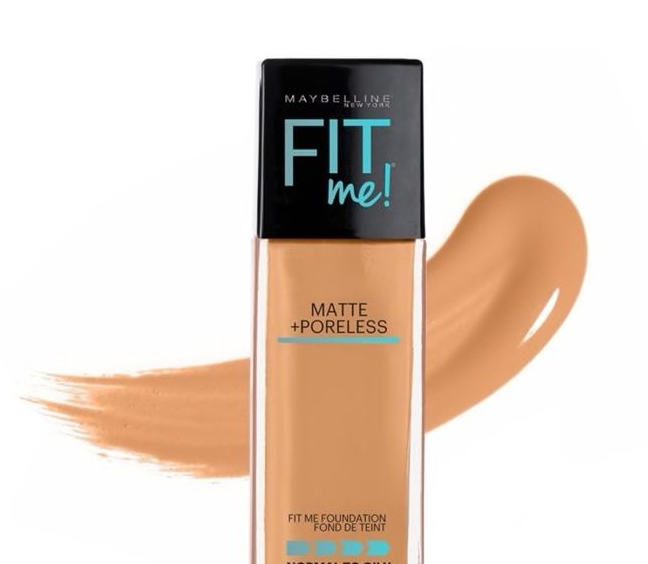 MAYBELLINE
NEW YORK
FIT
me!
MATTE
+PORELESS
FIT ME FOUNDATION
FOND DE TEINT